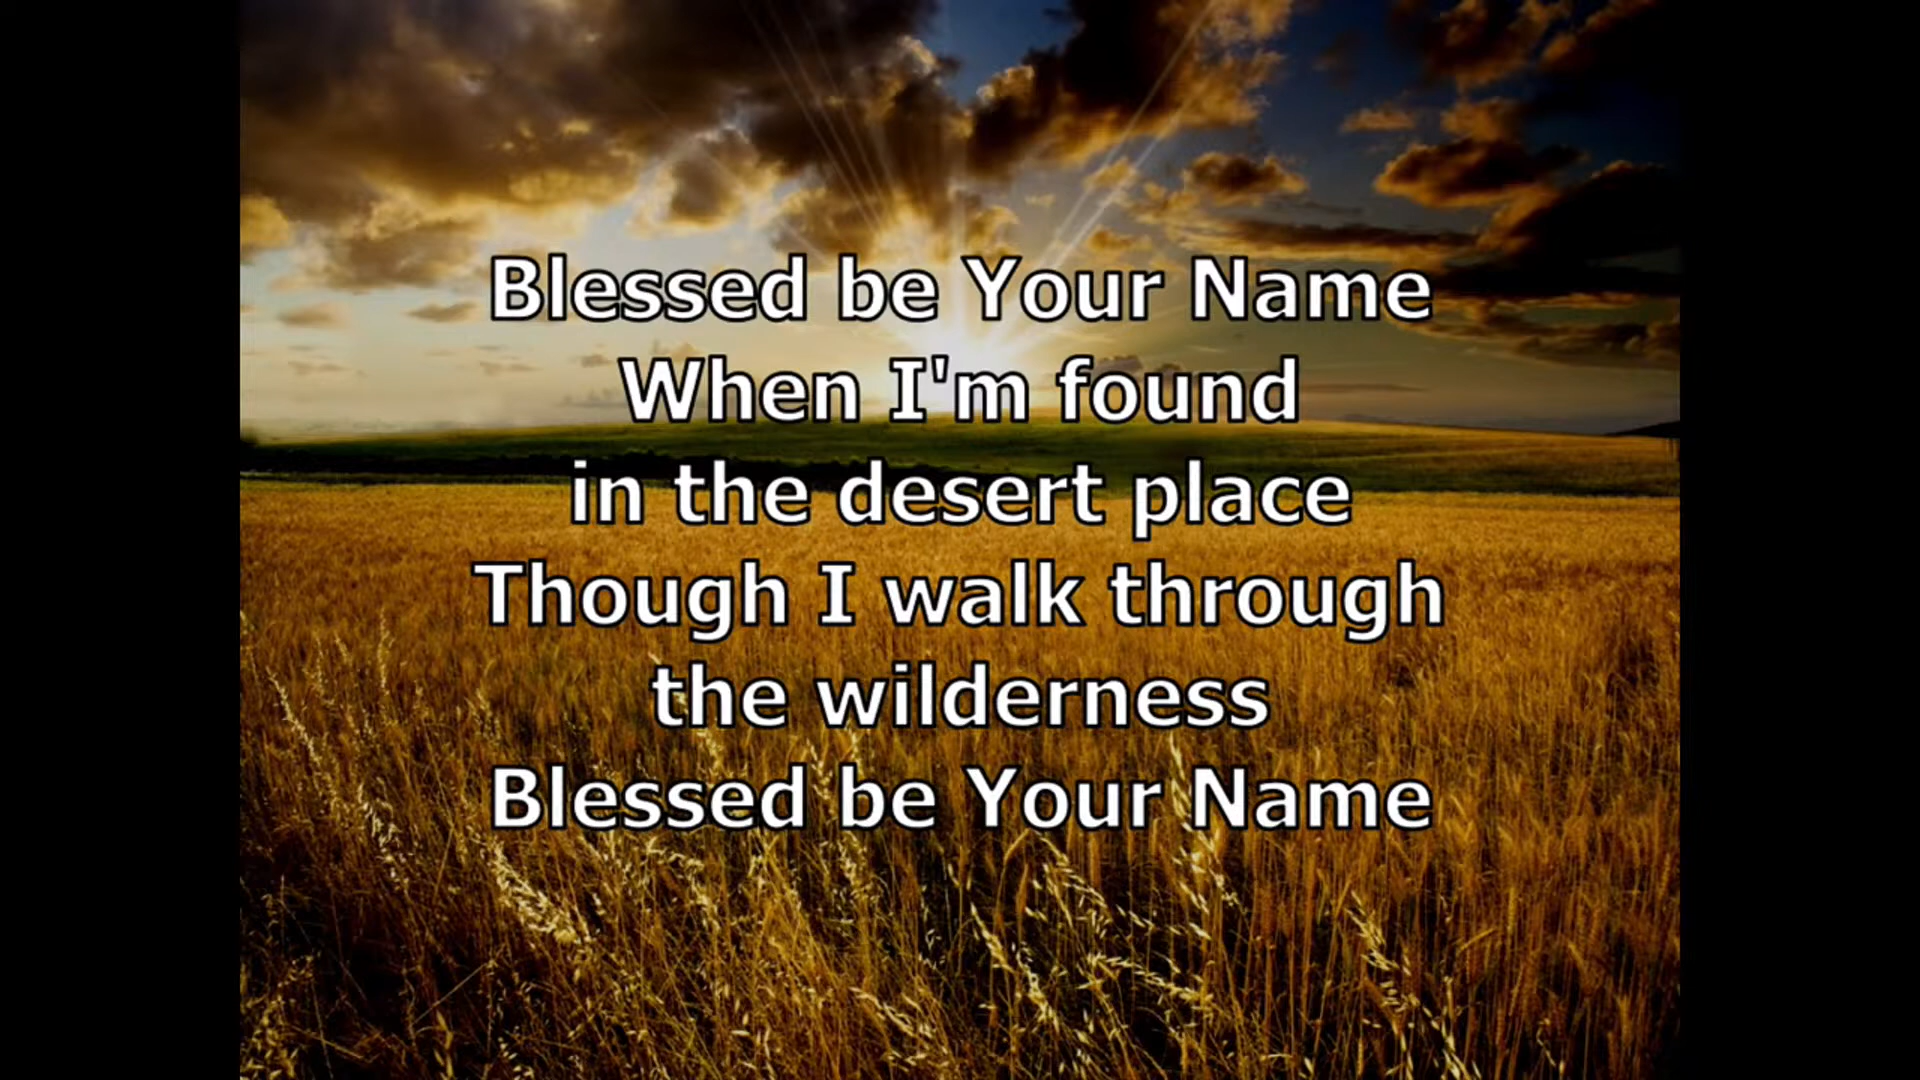 Blessed be Your Name
When I'm found
in the desert place
Though I walk through
the wilderness
Blessed be Your Name